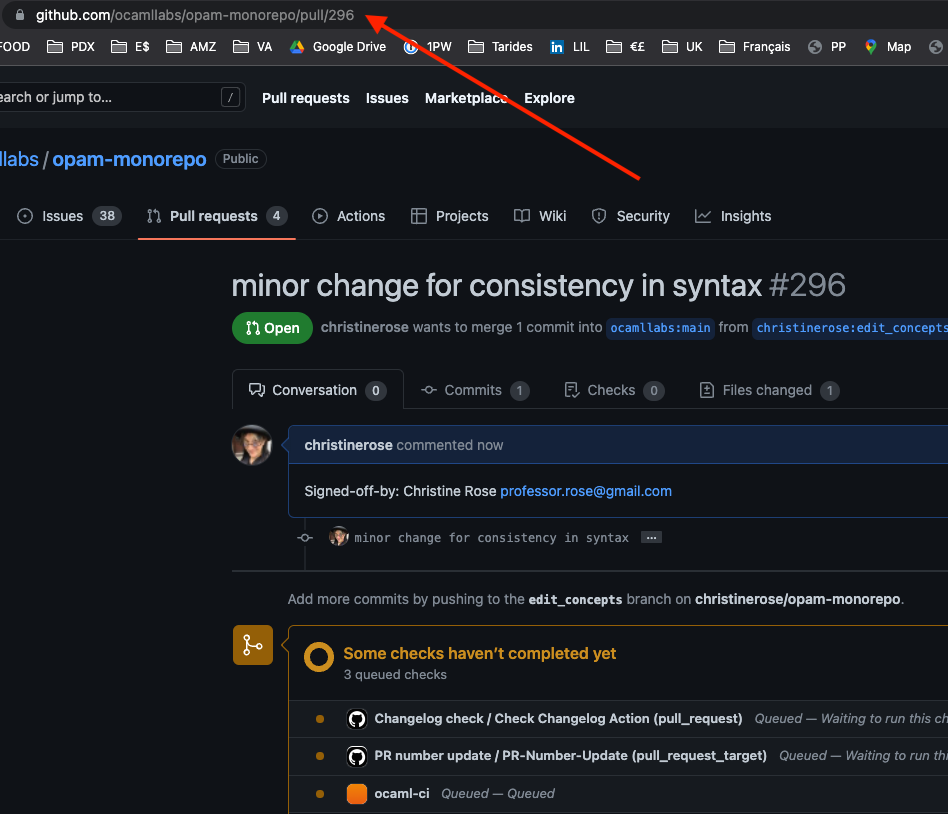 github.com/ocamllabs/opam-monorepo/pull/296
FOOD PDX E$ AMZ VA Google Drive 1PW Tarides LIL €£ UK Français PP Map
earch or jump to... / Pull requests Issues Marketplace Explore
llabs / opam-monorepo Public
Issues 38 Pull requests 4 Actions Projects Wiki Security Insights
minor change for consistency in syntax #296
Open christinerose wants to merge 1 commit into ocamllabs:main from christinerose:edit_concepts
Conversation 0 Commits 1 Checks 0 Files changed 1
christinerose commented now
Signed-off-by: Christine Rose professor.rose@gmail.com
minor change for consistency in syntax ...
Add more commits by pushing to the edit_concepts branch on christinerose/opam-monorepo.
Some checks haven't completed yet
3 queued checks
Changelog check / Check Changelog Action (pull_request) Queued — Waiting to run this ch
PR number update / PR-Number-Update (pull_request_target) Queued — Waiting to run thi
ocaml-ci Queued — Queued